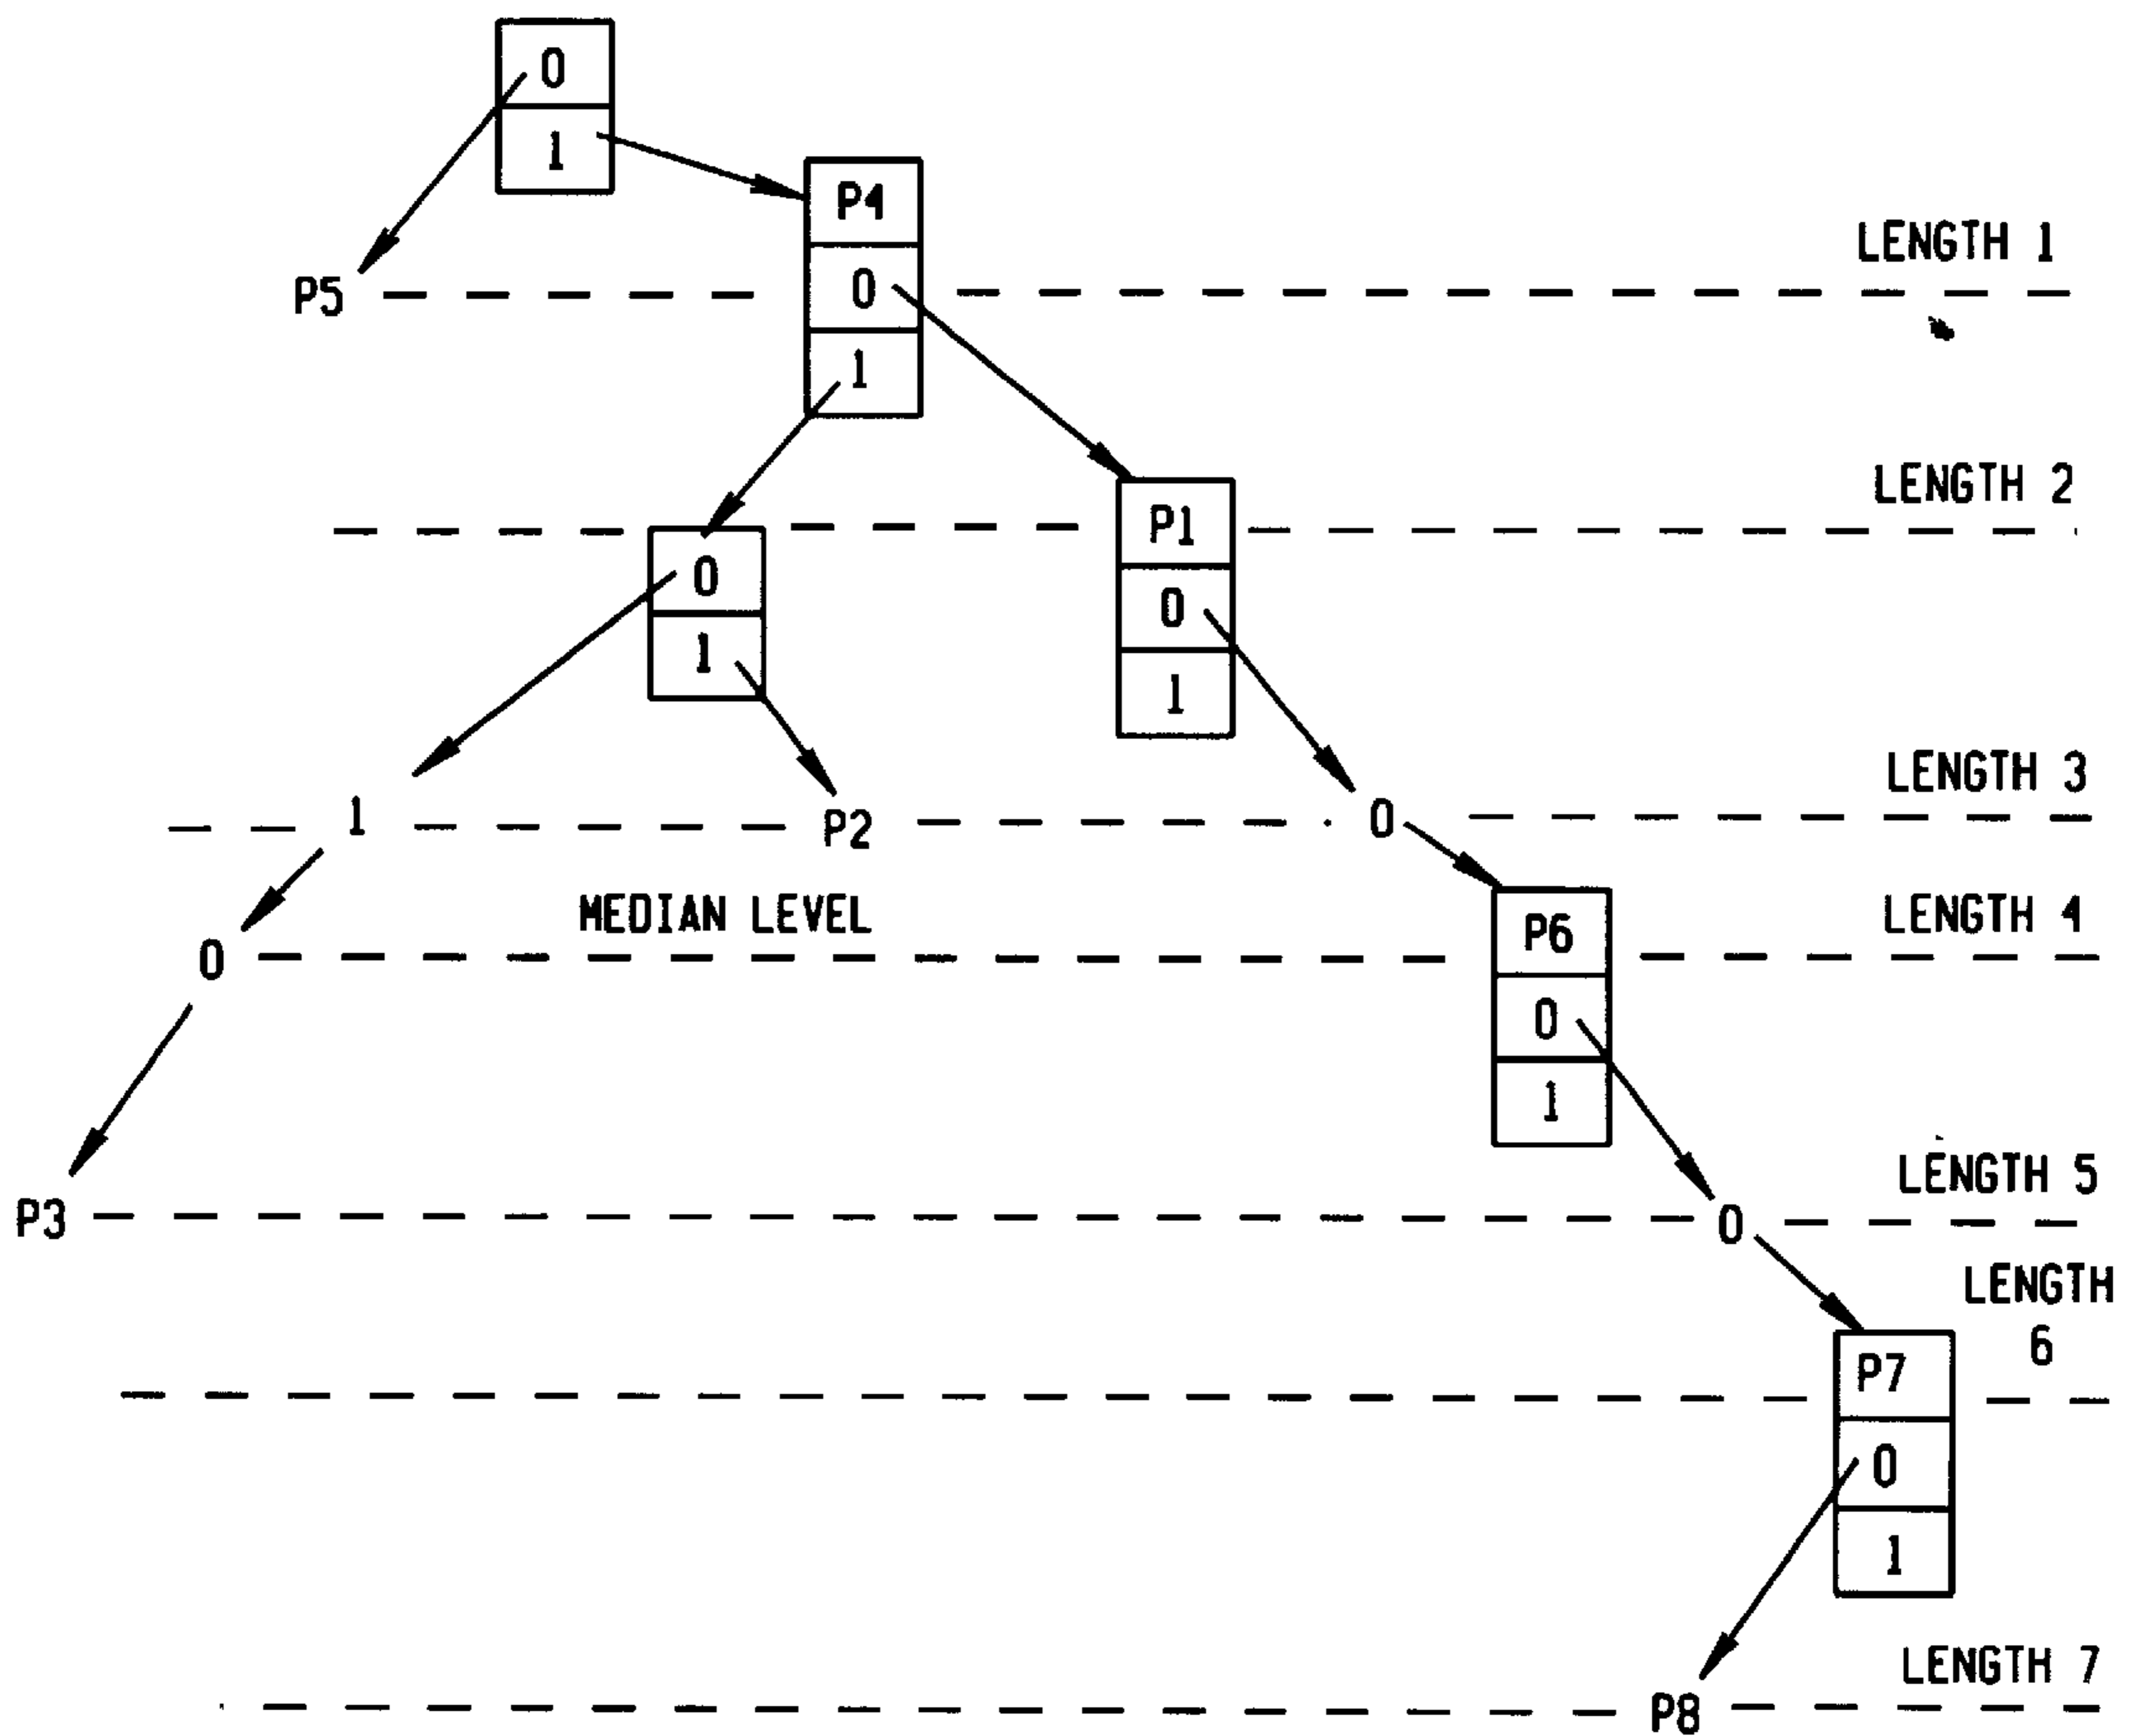 0
1
P4
LENGTH 1
P5
0
1
LENGTH 2
P1
0
0
1
1
LENGTH 3
1
P2
0
MEDIAN LEVEL
LENGTH 4
P6
0
0
1
LENGTH 5
P3
0
LENGTH
6
P7
0
1
LENGTH 7
P8